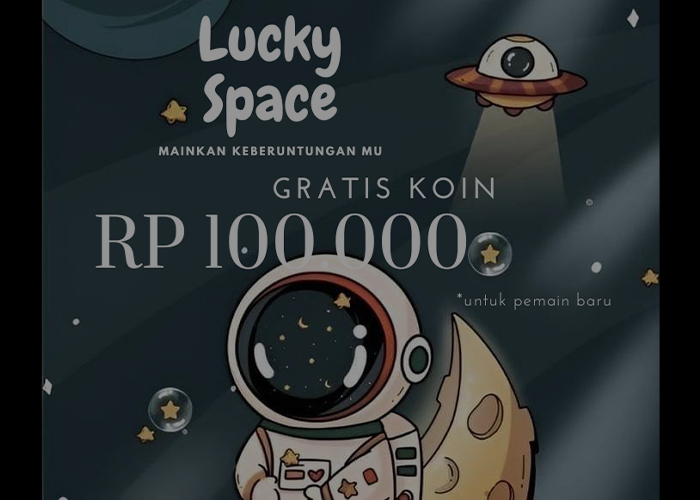 Lucky
Space
MAINKAN KEBERUNTUNGAN MU
GRATIS KOIN
RP 100.000
*untuk pemain baru